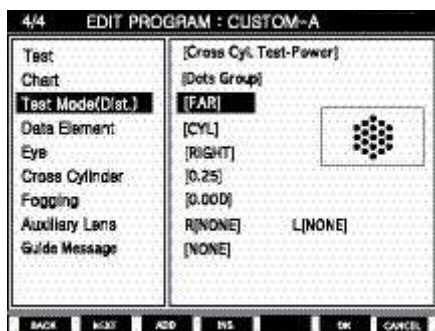 4/4 EDIT PROGRAM : CUSTOM-A
Test [Cross Cyl. Test-Power]
Chart [Dots Group]
Test Mode(Dist.) [FAR]
Data Element [CYL]
Eye [RIGHT]
Cross Cylinder [0.25]
Fogging [0.00D]
Auxiliary Lens R[NONE] L[NONE]
Guide Message [NONE]
BACK NEXT ADD INS OK CANCEL